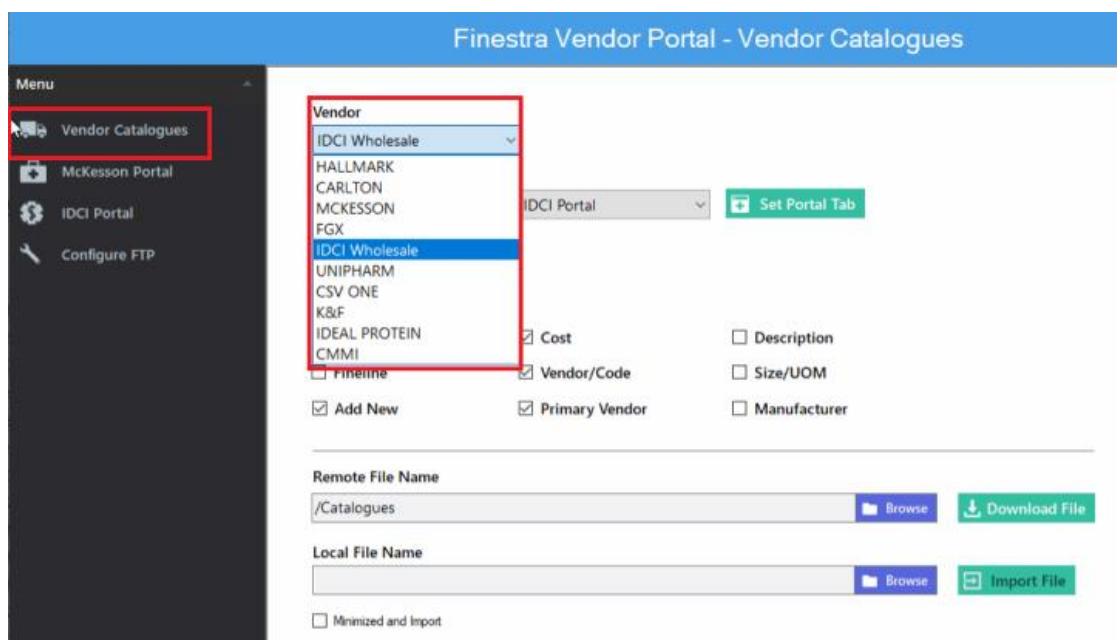 Finestra Vendor Portal - Vendor Catalogues
Menu
Vendor Catalogues
McKesson Portal
IDCI Portal
Configure FTP
Vendor
IDCI Wholesale
HALLMARK
CARLTON
MCKESSON
FGX
IDCI Wholesale
UNIPHARM
CSV ONE
K&F
IDEAL PROTEIN
CMMI
IDCI Portal
Set Portal Tab
Cost
Description
Fineline
Vendor/Code
Size/UOM
Add New
Primary Vendor
Manufacturer
Remote File Name
/Catalogues
Browse
Download File
Local File Name
Browse
Import File
Minimized and Import